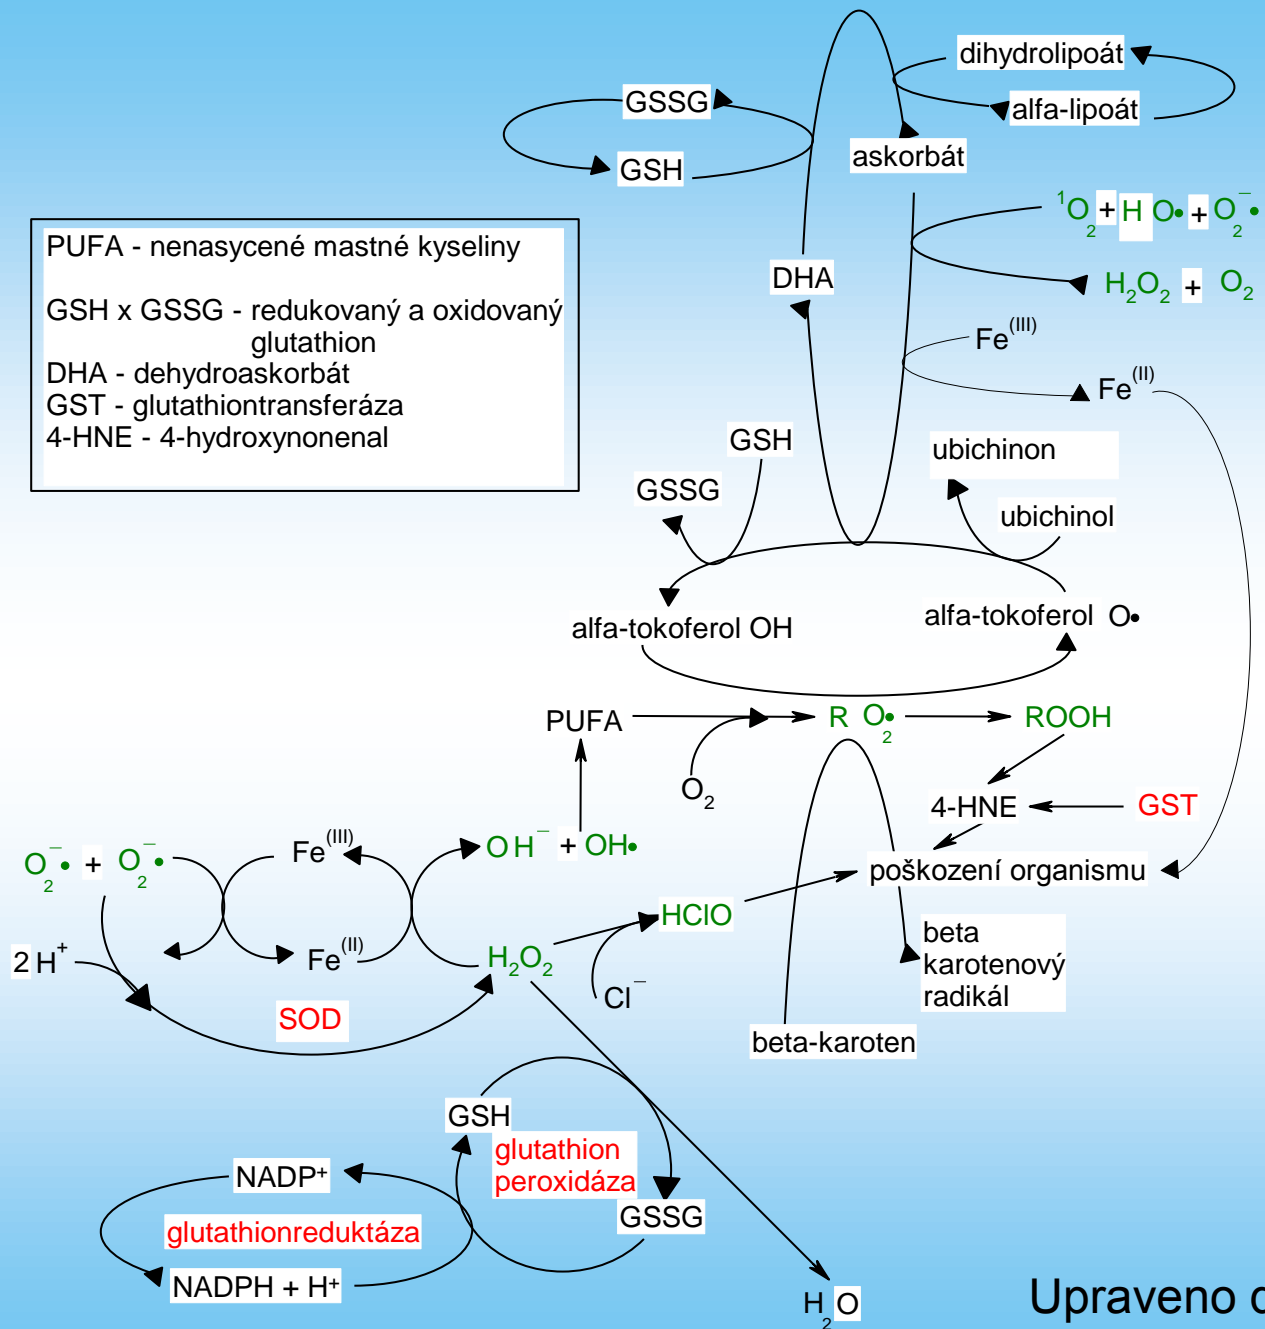 dihydrolipoát
GSSG
alfa-lipoát
GSH
askorbát
¹O₂ + H O• + O₂⁻•
PUFA - nenasycené mastné kyseliny
GSH x GSSG - redukovaný a oxidovaný
glutathion
DHA - dehydroaskorbát
GST - glutathiontransferáza
4-HNE - 4-hydroxynonenal
DHA
H₂O₂ + O₂
Fe(III)
Fe(II)
GSH
ubichinon
GSSG
ubichinol
alfa-tokoferol OH
alfa-tokoferol O•
PUFA
R O₂•
ROOH
O₂
4-HNE
GST
O₂⁻• + O₂⁻•
Fe(III)
OH⁻ + OH•
poškození organismu
HClO
2 H⁺
Fe(II)
H₂O₂
Cl⁻
beta
karotenový
radikál
SOD
beta-karoten
GSH
glutathion
peroxidáza
NADP⁺
GSSG
glutathionreduktáza
NADPH + H⁺
H₂O
Upraveno